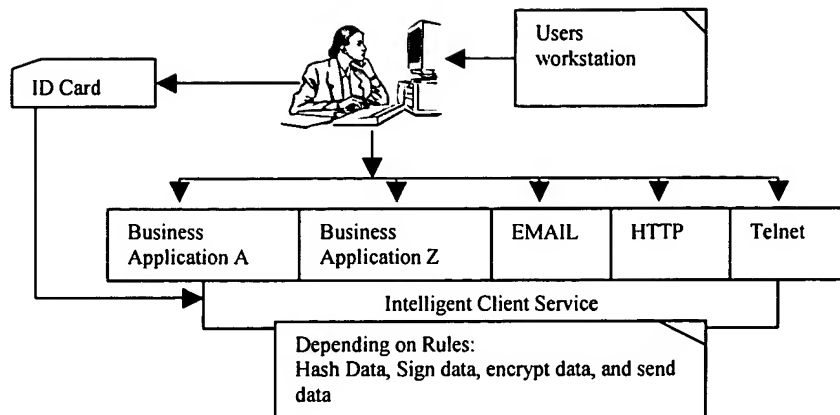 Users
workstation
ID Card
Business
Application A
Business
Application Z
EMAIL
HTTP
Telnet
Intelligent Client Service
Depending on Rules:
Hash Data, Sign data, encrypt data, and send
data